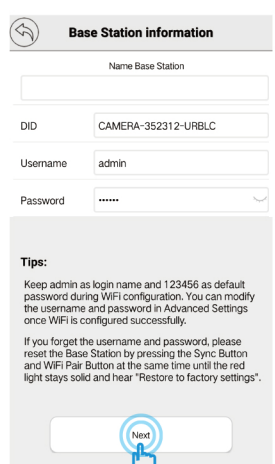 Base Station information
Name Base Station
DID CAMERA-352312-URBLC
Username admin
Password ••••••
Tips:
Keep admin as login name and 123456 as default
password during WiFi configuration. You can modify
the username and password in Advanced Settings
once WiFi is configured successfully.
If you forget the username and password, please
reset the Base Station by pressing the Sync Button
and WiFi Pair Button at the same time until the red
light stays solid and hear "Restore to factory settings".
Next